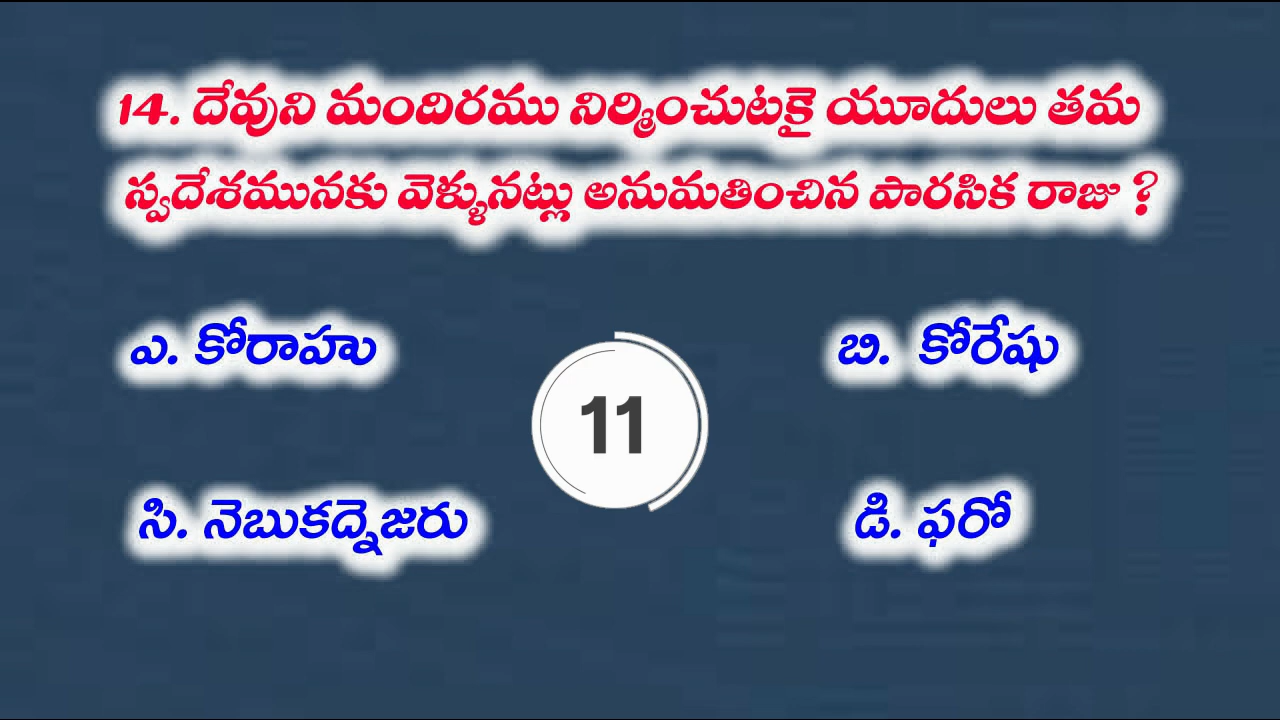 14. దేవుని మందిరము నిర్మించుటకై యూదులు తమ
స్వదేశమునకు వెళ్ళునట్లు అనుమతించిన పారసిక రాజు ?
ఎ. కోరాహు
బి. కోరేషు
11
సి. నెబుకద్నెజరు
డి. ఫరో